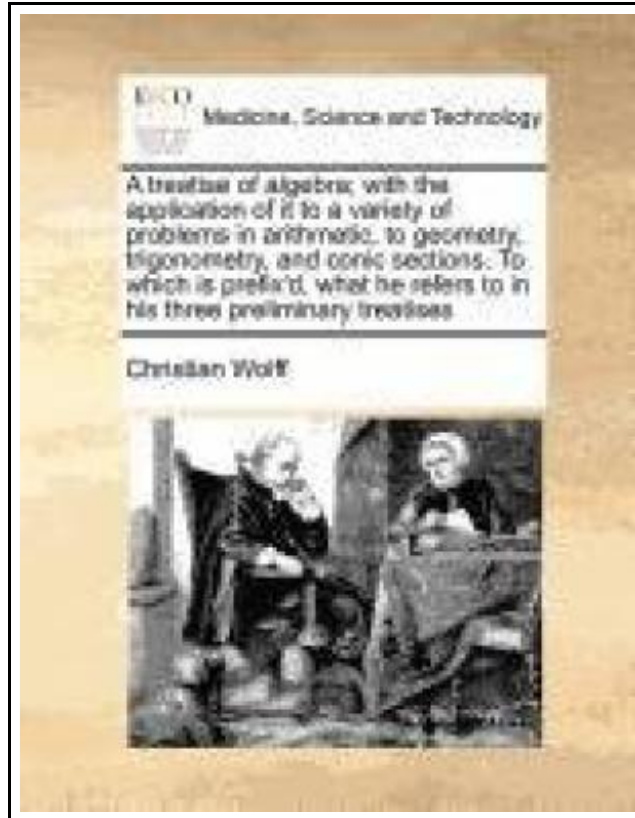 ECCO
Medicine, Science and Technology
A treatise of algebra; with the
application of it to a variety of
problems in arithmetic, to geometry,
trigonometry, and conic sections. To
which is prefix'd, what he refers to in
his three preliminary treatises
Christian Wolff